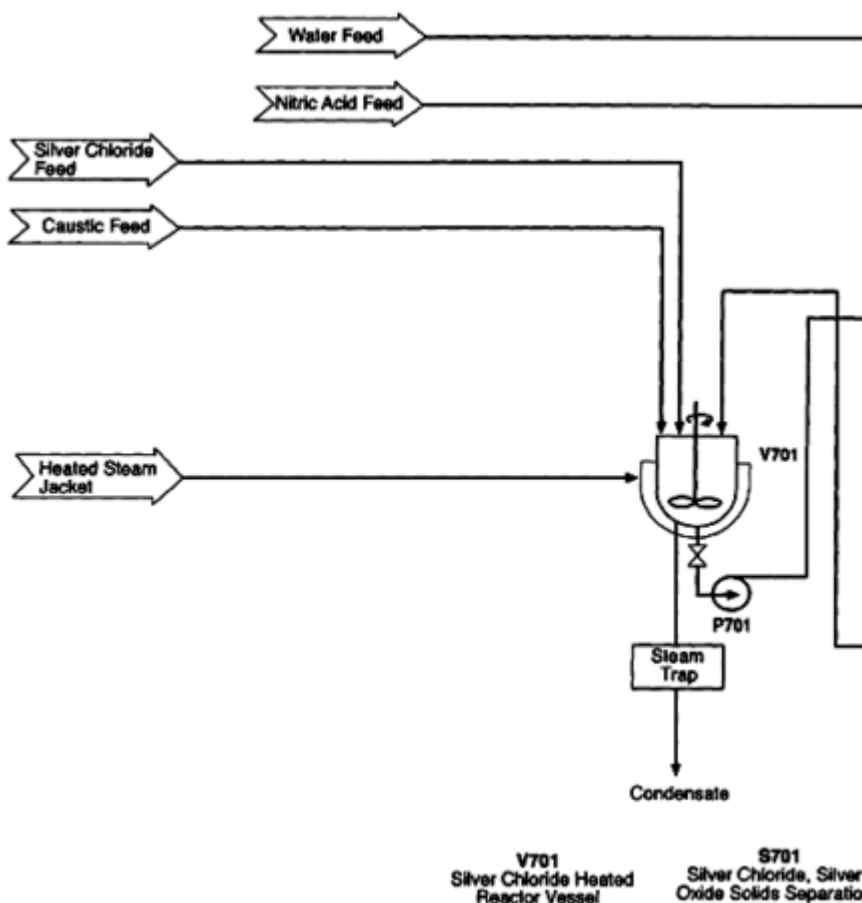 Water Feed
Nitric Acid Feed
Silver Chloride
Feed
Caustic Feed
V701
Heated Steam
Jacket
P701
Steam
Trap
Condensate
V701
Silver Chloride Heated
Reactor Vessel
S701
Silver Chloride, Silver
Oxide Solids Separation